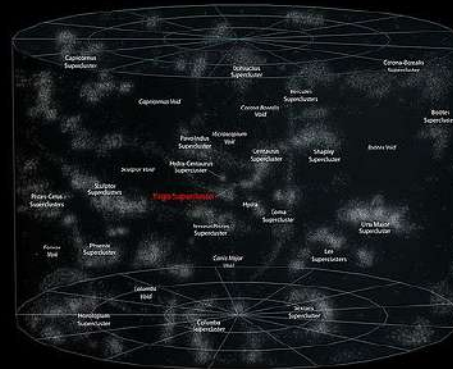 Capricornus
Supercluster
Ophiuchus
Supercluster
Corona-Borealis
Supercluster
Hercules
Superclusters
Capricornus Void
Corona Borealis
Void
Bootes
Supercluster
Microscopium
Void
Pavo-Indus
Supercluster
Centaurus
Supercluster
Shapley
Supercluster
Bootes Void
Sculptor Void
Hydra-Centaurus
Supercluster
Pisces-Cetus
Superclusters
Sculptor
Superclusters
Virgo Supercluster
Hydra
Coma
Supercluster
Perseus-Pisces
Supercluster
Ursa Major
Supercluster
Fornax
Void
Phoenix
Supercluster
Canis Major
Void
Leo
Superclusters
Columba
Void
Horologium
Supercluster
Columba
Supercluster
Sextans
Supercluster